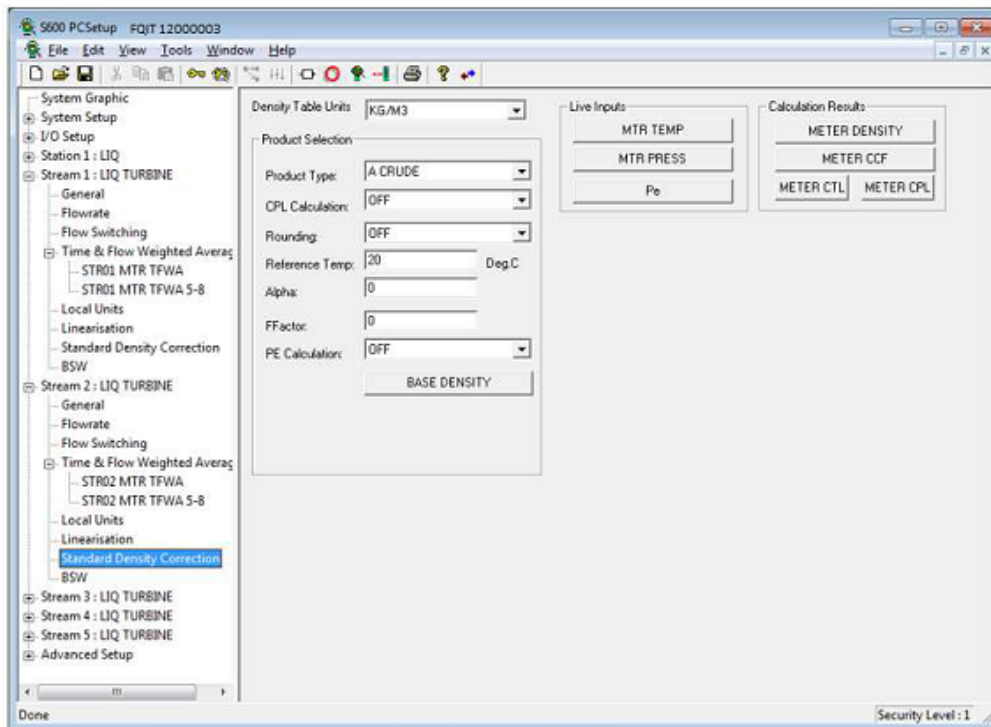 S600 PCSetup FQIT 12000003
File Edit View Tools Window Help
System Graphic
System Setup
I/O Setup
Station 1 : LIQ
Stream 1 : LIQ TURBINE
General
Flowrate
Flow Switching
Time & Flow Weighted Averag
STR01 MTR TFWA
STR01 MTR TFWA 5-8
Local Units
Linearisation
Standard Density Correction
BSW
Stream 2 : LIQ TURBINE
General
Flowrate
Flow Switching
Time & Flow Weighted Averag
STR02 MTR TFWA
STR02 MTR TFWA 5-8
Local Units
Linearisation
Standard Density Correction
BSW
Stream 3 : LIQ TURBINE
Stream 4 : LIQ TURBINE
Stream 5 : LIQ TURBINE
Advanced Setup
Density Table Units KG/M3
Product Selection
Product Type: A CRUDE
CPL Calculation: OFF
Rounding: OFF
Reference Temp: 20 Deg.C
Alpha: 0
FFactor: 0
PE Calculation: OFF
BASE DENSITY
Live Inputs
MTR TEMP
MTR PRESS
Pe
Calculation Results
METER DENSITY
METER CCF
METER CTL METER CPL
Done Security Level : 1